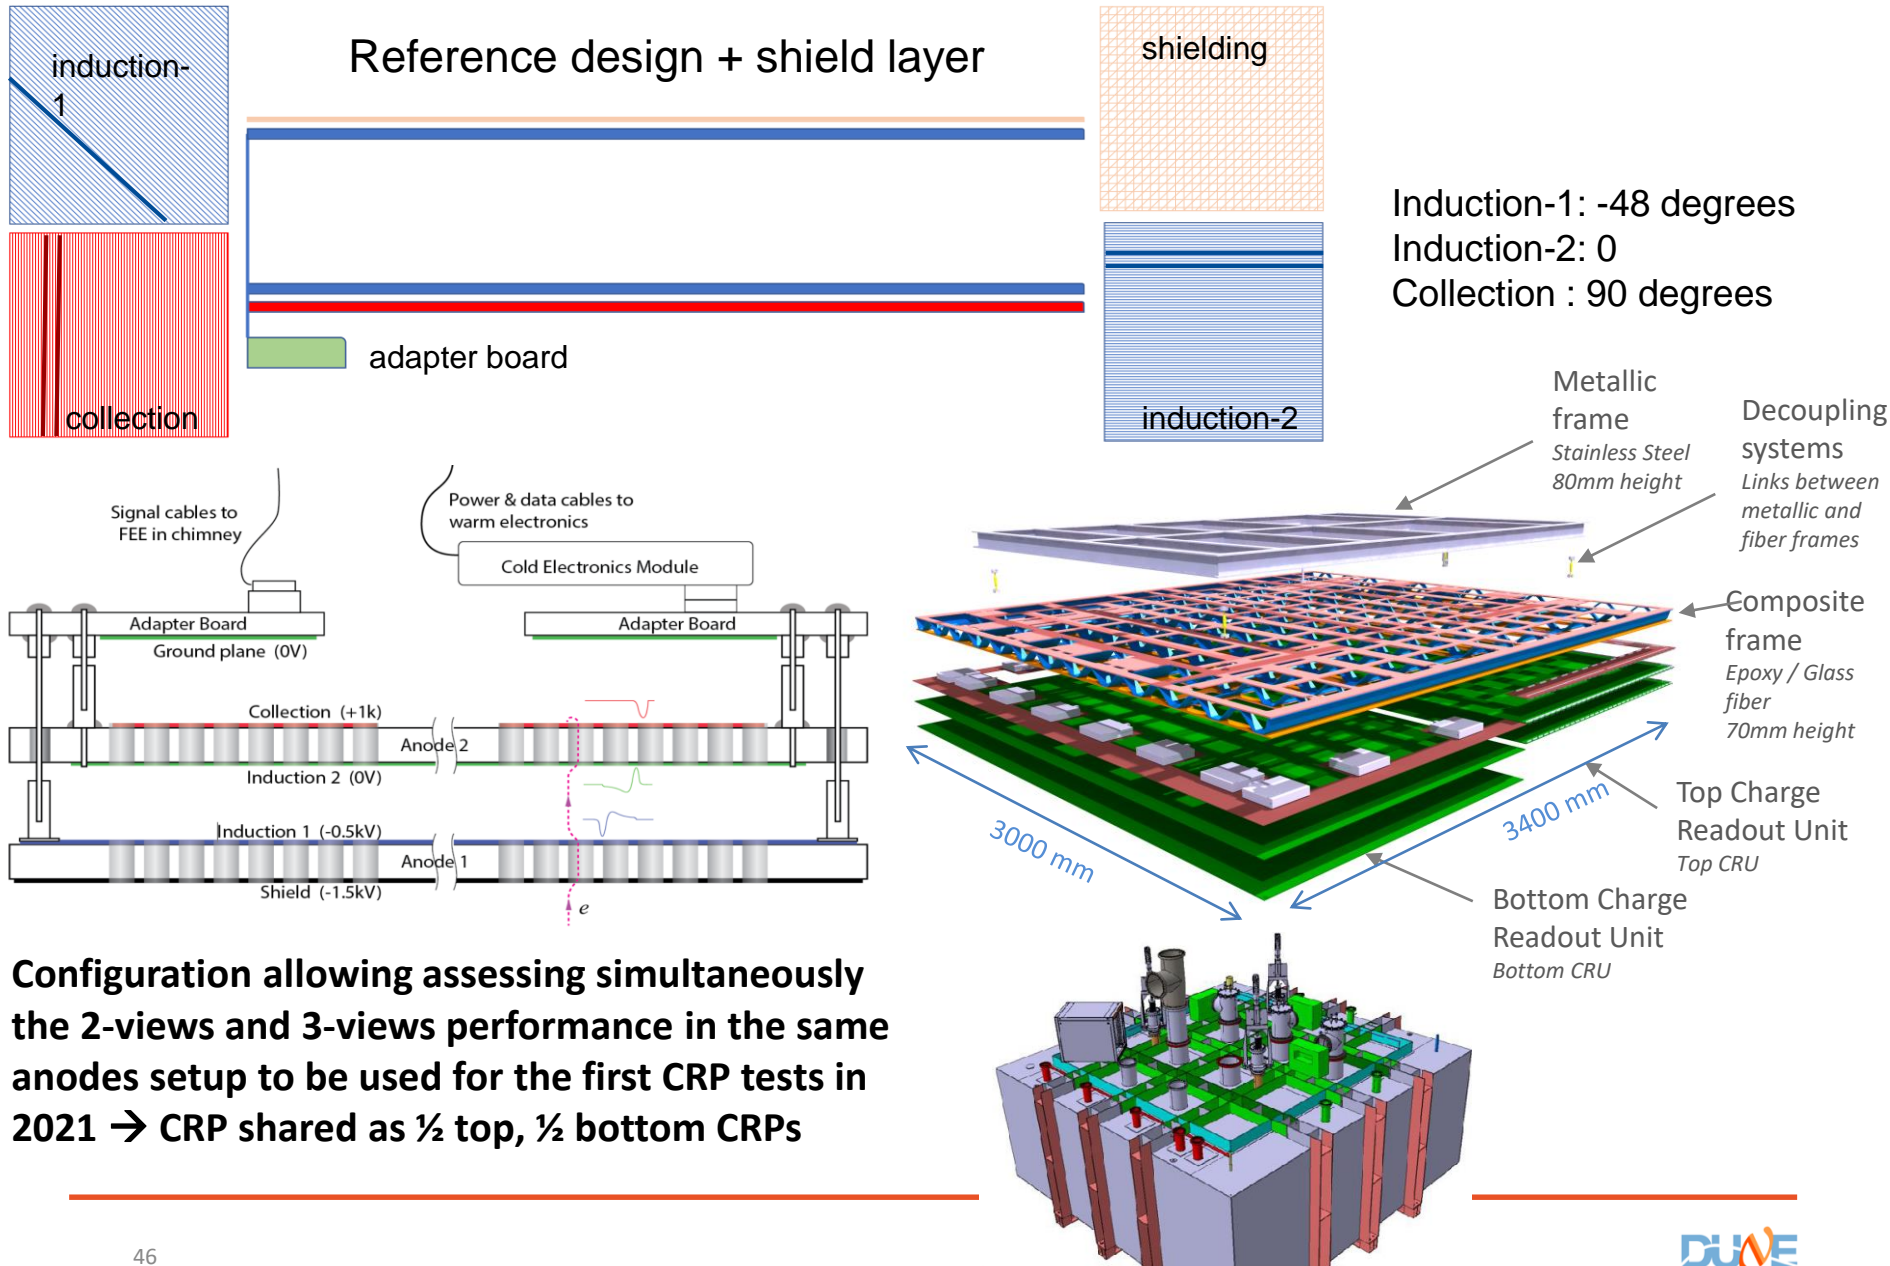 Reference design + shield layer
induction-
1
shielding
collection
induction-2
adapter board
Induction-1: -48 degrees
Induction-2: 0
Collection : 90 degrees
Signal cables to
FEE in chimney
Power & data cables to
warm electronics
Cold Electronics Module
Adapter Board
Adapter Board
Ground plane (0V)
Collection (+1k)
Anode 2
Induction 2 (0V)
Induction 1 (-0.5kV)
Anode 1
Shield (-1.5kV)
e
Metallic
frame
Stainless Steel
80mm height
Decoupling
systems
Links between
metallic and
fiber frames
Composite
frame
Epoxy / Glass
fiber
70mm height
3000 mm
3400 mm
Top Charge
Readout Unit
Top CRU
Bottom Charge
Readout Unit
Bottom CRU
Configuration allowing assessing simultaneously
the 2-views and 3-views performance in the same
anodes setup to be used for the first CRP tests in
2021 → CRP shared as ½ top, ½ bottom CRPs
46
DUNE